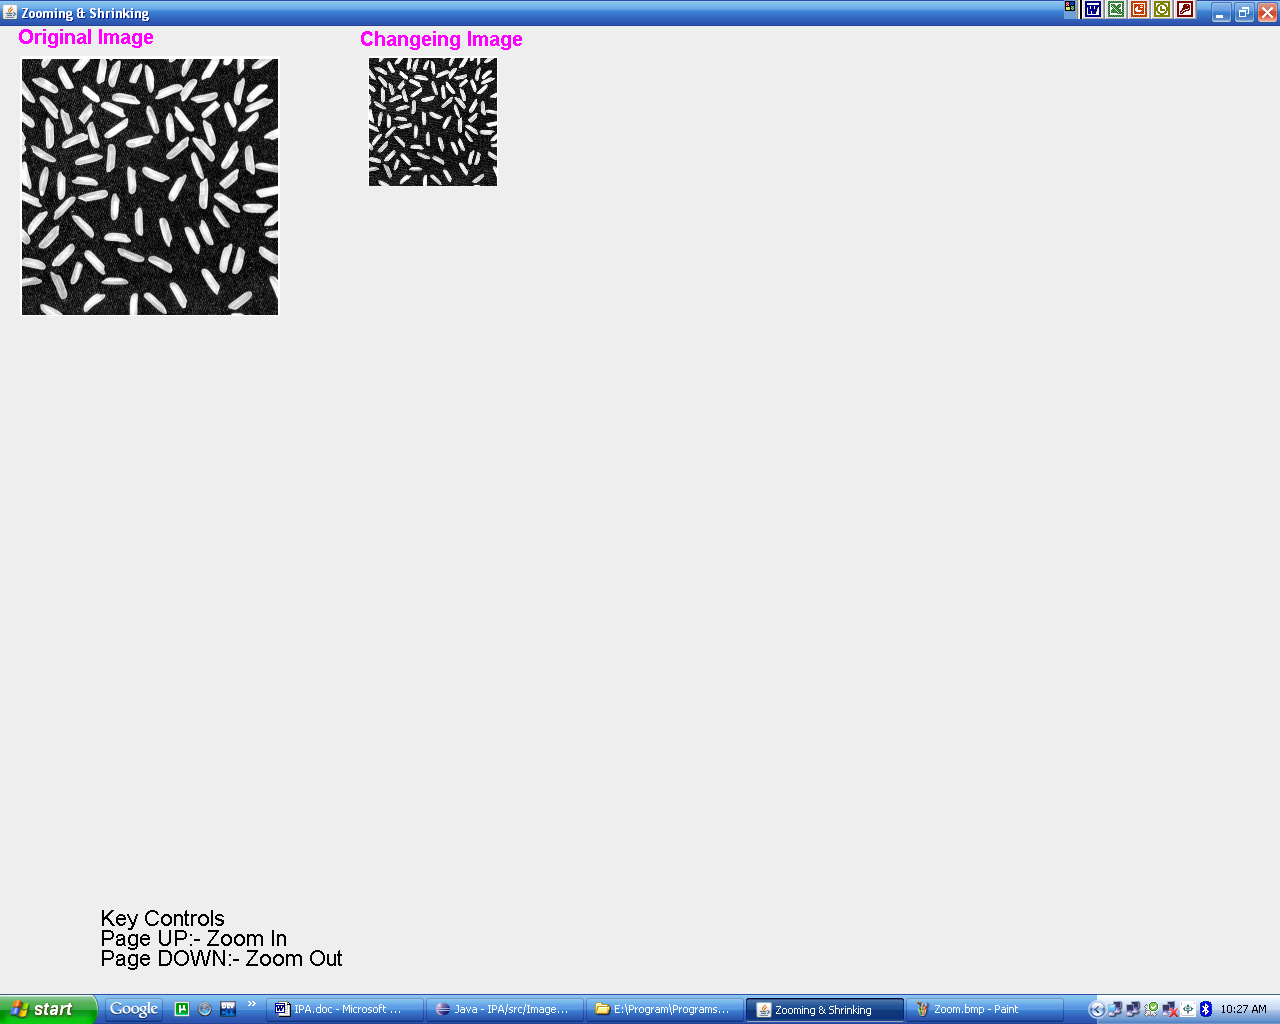 Zooming & Shrinking
Original Image
Changeing Image
Key Controls
Page UP:- Zoom In
Page DOWN:- Zoom Out
start
Google
IPA.doc - Microsoft ...
Java - IPA/src/Image...
E:\Program\Programs...
Zooming & Shrinking
Zoom.bmp - Paint
10:27 AM